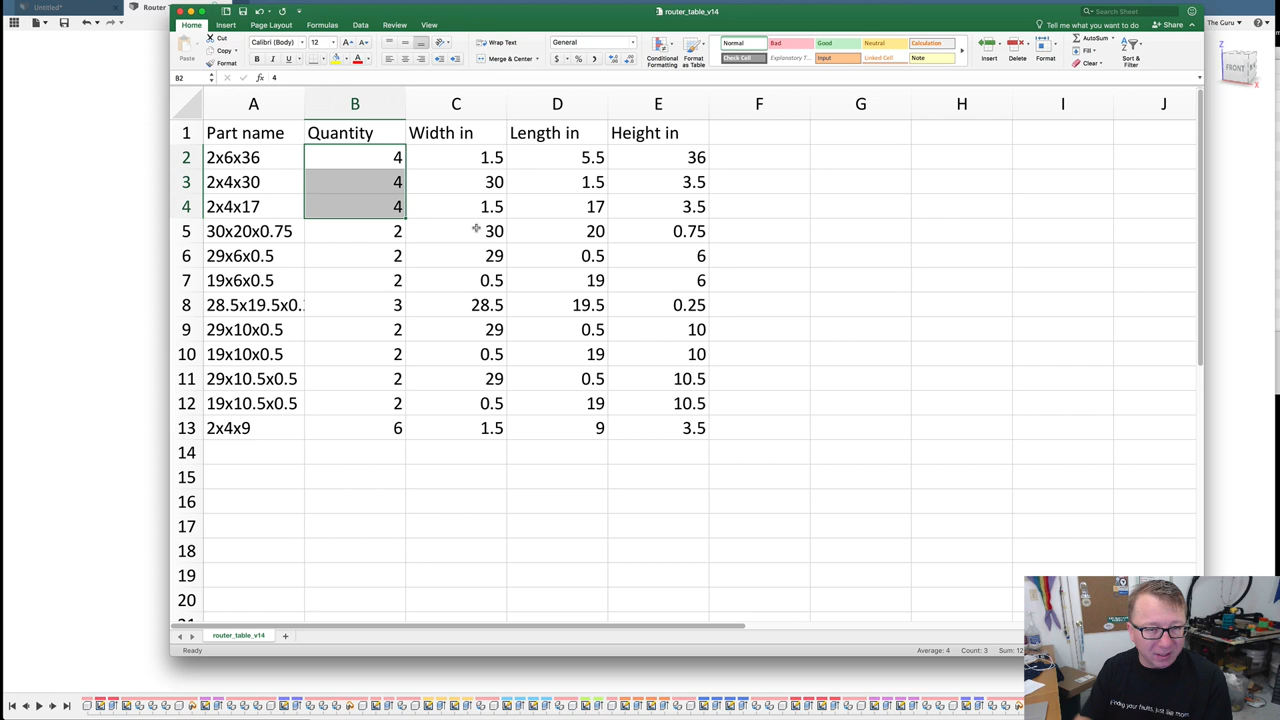 Untitled*
Router
router_table_v14
Search Sheet
The Guru
Home Insert Page Layout Formulas Data Review View Tell me what you want to do Share
Paste
Cut
Copy
Format
Calibri (Body) 12
B I U
Wrap Text
Merge & Center
General
Conditional
Formatting
Format
as Table
Normal Bad Good Neutral Calculation
Check Cell Explanatory T... Input Linked Cell Note
Insert Delete Format
AutoSum
Fill
Clear
Sort &
Filter
FRONT
Z
X
B2 fx 4
A B C D E F G H I J
1 Part name Quantity Width in Length in Height in
2 2x6x36 4 1.5 5.5 36
3 2x4x30 4 30 1.5 3.5
4 2x4x17 4 1.5 17 3.5
5 30x20x0.75 2 30 20 0.75
6 29x6x0.5 2 29 0.5 6
7 19x6x0.5 2 0.5 19 6
8 28.5x19.5x0. 3 28.5 19.5 0.25
9 29x10x0.5 2 29 0.5 10
10 19x10x0.5 2 0.5 19 10
11 29x10.5x0.5 2 29 0.5 10.5
12 19x10.5x0.5 2 0.5 19 10.5
13 2x4x9 6 1.5 9 3.5
14
15
16
17
18
19
20
router_table_v14
Ready
Average: 4 Count: 3 Sum: 12
Finding your faults, just like mom